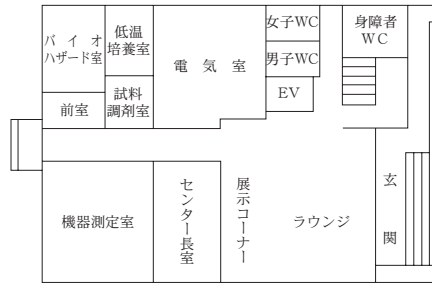 バイオ
ハザード室
低温
培養室
電気室
女子WC
男子WC
EV
身障者
WC
前室
試料
調剤室
機器測定室
センター長室
展示コーナー
ラウンジ
玄関